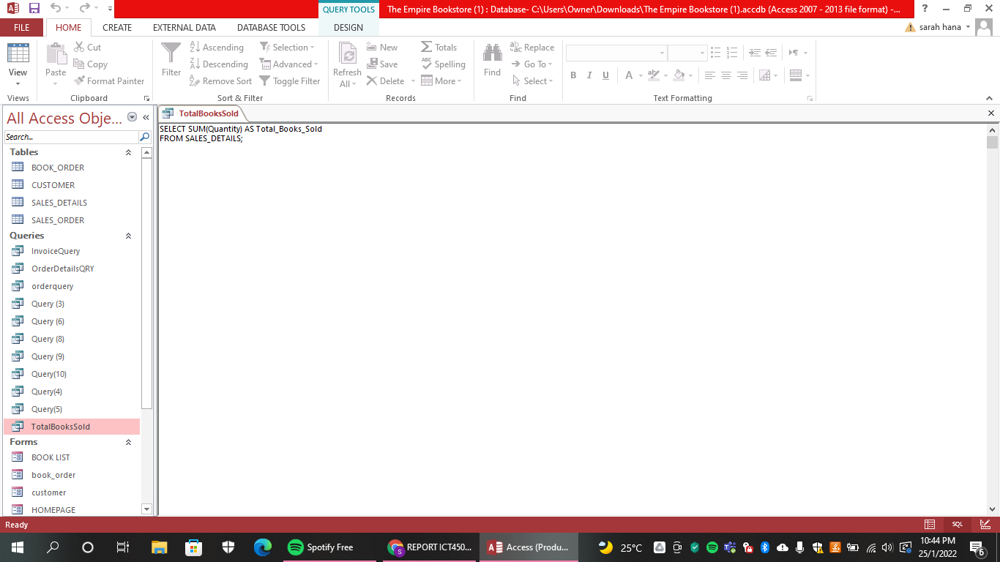 QUERY TOOLS
The Empire Bookstore (1) : Database- C:\Users\Owner\Downloads\The Empire Bookstore (1).accdb (Access 2007 - 2013 file format) -...
FILE HOME CREATE EXTERNAL DATA DATABASE TOOLS DESIGN
sarah hana
View
Views
Paste
Cut
Copy
Format Painter
Clipboard
Filter
Ascending
Descending
Remove Sort
Selection
Advanced
Toggle Filter
Sort & Filter
Refresh
All
New
Save
Delete
Totals
Spelling
More
Records
Find
Replace
Go To
Select
Find
B I U A
Text Formatting
All Access Obje...
Search...
Tables
BOOK_ORDER
CUSTOMER
SALES_DETAILS
SALES_ORDER
Queries
InvoiceQuery
OrderDetailsQRY
orderquery
Query (3)
Query (6)
Query (8)
Query (9)
Query(10)
Query(4)
Query(5)
TotalBooksSold
Forms
BOOK LIST
book_order
customer
HOMEPAGE
TotalBooksSold
SELECT SUM(Quantity) AS Total_Books_Sold
FROM SALES_DETAILS;
Ready
SQL
Spotify Free
REPORT ICT450...
Access (Produ...
25°C
10:44 PM
25/1/2022
6